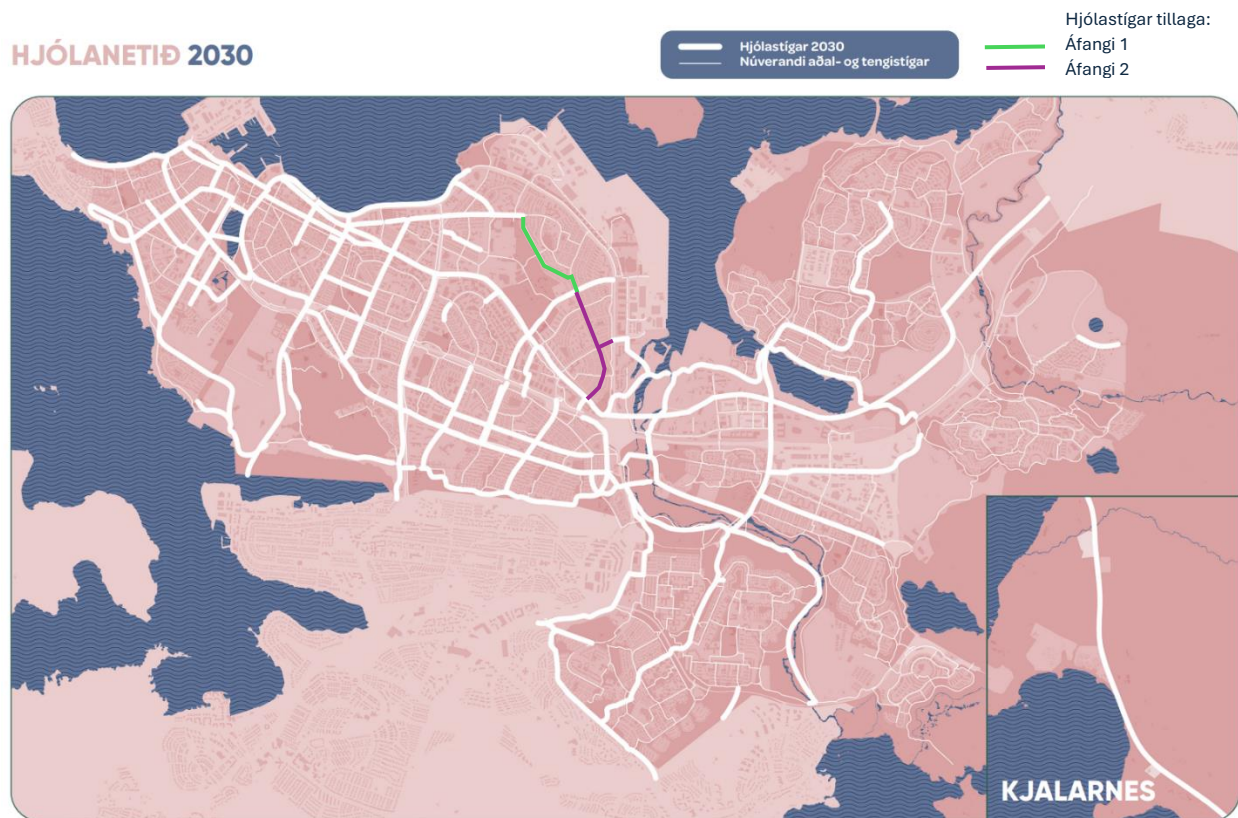 HJÓLANETIÐ 2030
Hjólastígar 2030
Núverandi aðal- og tengistígar
Hjólastígar tillaga:
Áfangi 1
Áfangi 2
KJALARNES